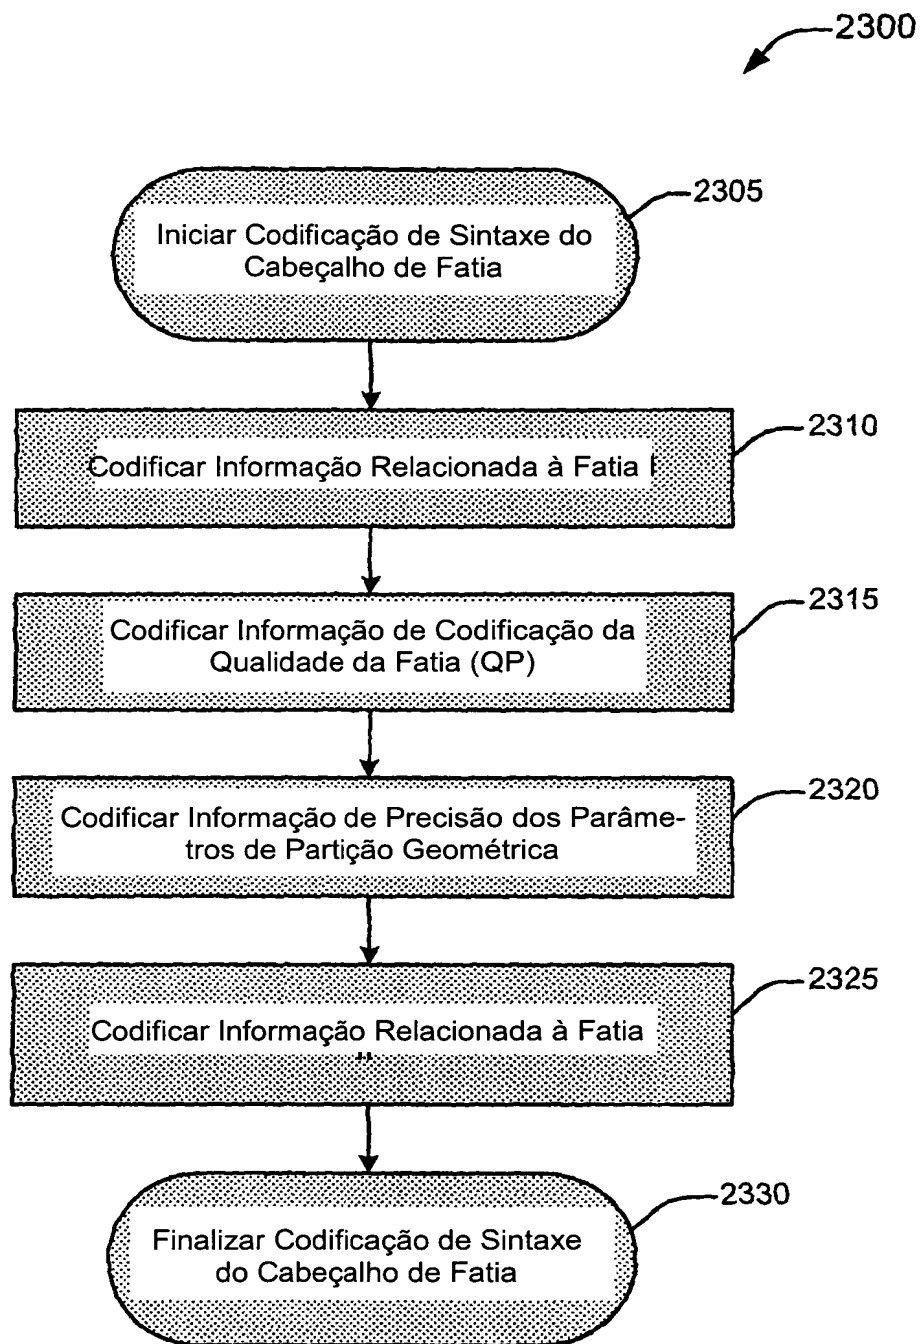 2300
2305
Iniciar Codificação de Sintaxe do
Cabeçalho de Fatia
2310
Codificar Informação Relacionada à Fatia I
2315
Codificar Informação de Codificação da
Qualidade da Fatia (QP)
2320
Codificar Informação de Precisão dos Parâme-
tros de Partição Geométrica
2325
Codificar Informação Relacionada à Fatia
2330
Finalizar Codificação de Sintaxe
do Cabeçalho de Fatia